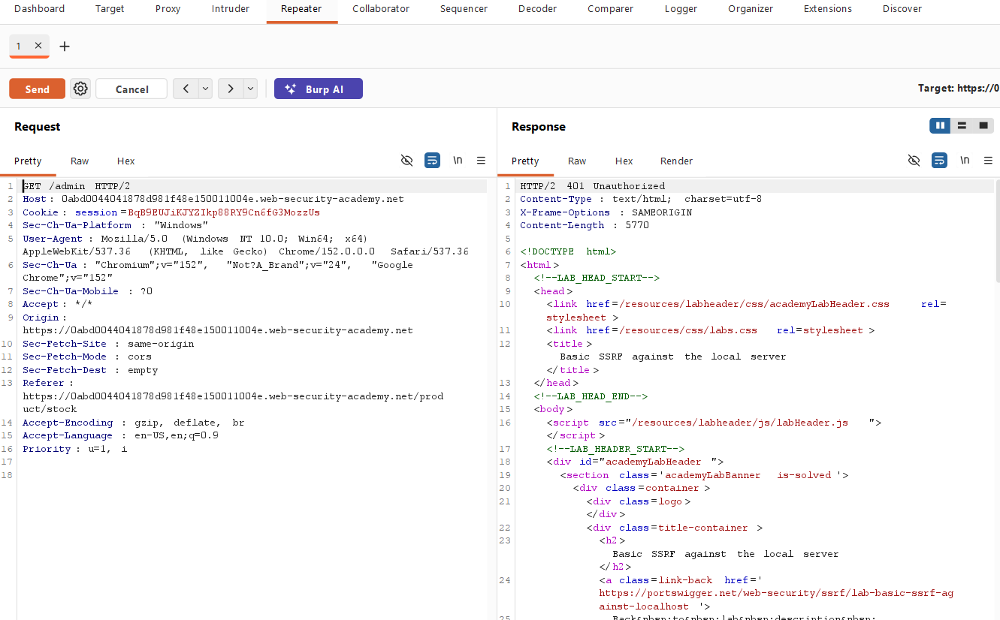 Dashboard Target Proxy Intruder Repeater Collaborator Sequencer Decoder Comparer Logger Organizer Extensions Discover
1 × +
Send Cancel < > Burp AI Target: https://0
Request
Pretty Raw Hex \n
1 GET /admin HTTP/2
2 Host: 0abd0044041878d981f48e150011004e.web-security-academy.net
3 Cookie: session=BqB9EUJiKJYZIkp88RY9Cn6fG3MozzUs
4 Sec-Ch-Ua-Platform : "Windows"
5 User-Agent : Mozilla/5.0 (Windows NT 10.0; Win64; x64)
AppleWebKit/537.36 (KHTML, like Gecko) Chrome/152.0.0.0 Safari/537.36
6 Sec-Ch-Ua : "Chromium";v="152", "Not?A_Brand";v="24", "Google
Chrome";v="152"
7 Sec-Ch-Ua-Mobile : ?0
8 Accept: */*
9 Origin:
https://0abd0044041878d981f48e150011004e.web-security-academy.net
10 Sec-Fetch-Site : same-origin
11 Sec-Fetch-Mode : cors
12 Sec-Fetch-Dest : empty
13 Referer:
https://0abd0044041878d981f48e150011004e.web-security-academy.net/prod
uct/stock
14 Accept-Encoding : gzip, deflate, br
15 Accept-Language : en-US,en;q=0.9
16 Priority: u=1, i
17
18
Response
Pretty Raw Hex Render \n
1 HTTP/2 401 Unauthorized
2 Content-Type : text/html; charset=utf-8
3 X-Frame-Options : SAMEORIGIN
4 Content-Length : 5770
5
6 <!DOCTYPE html>
7 <html>
8 <!--LAB_HEAD_START-->
9 <head>
10 <link href=/resources/labheader/css/academyLabHeader.css rel=
stylesheet >
11 <link href=/resources/css/labs.css rel=stylesheet >
12 <title>
Basic SSRF against the local server
</title>
13 </head>
14 <!--LAB_HEAD_END-->
15 <body>
16 <script src="/resources/labheader/js/labHeader.js ">
</script>
17 <!--LAB_HEADER_START-->
18 <div id="academyLabHeader ">
19 <section class='academyLabBanner is-solved '>
20 <div class=container >
21 <div class=logo>
</div>
22 <div class=title-container >
23 <h2>
Basic SSRF against the local server
</h2>
24 <a class=link-back href='
https://portswigger.net/web-security/ssrf/lab-basic-ssrf-ag
ainst-localhost '>
25 Back&nbsp;to&nbsp;lab&nbsp;description&nbsp;